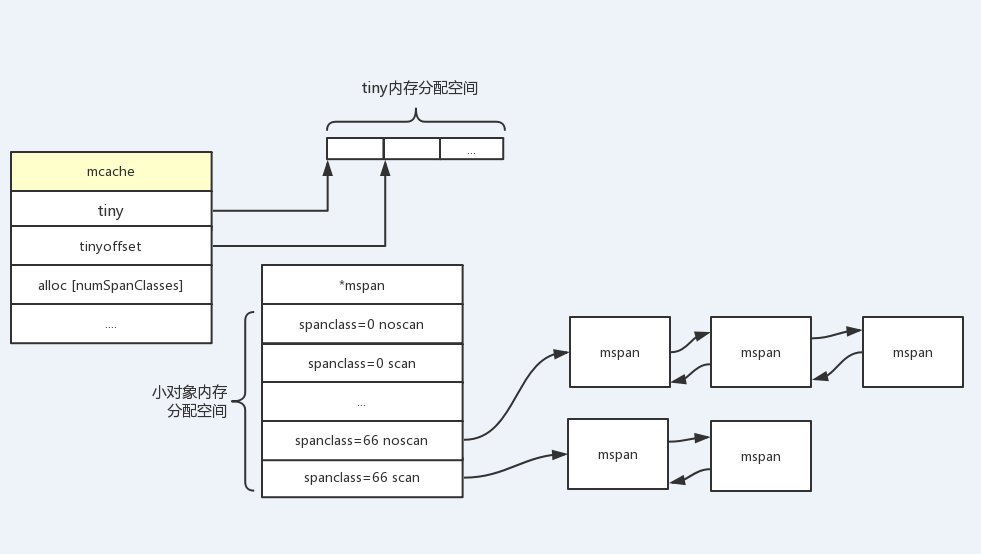 tiny内存分配空间
...
mcache
tiny
tinyoffset
alloc [numSpanClasses]
....
*mspan
spanclass=0 noscan
spanclass=0 scan
...
spanclass=66 noscan
spanclass=66 scan
小对象内存
分配空间
mspan
mspan
mspan
mspan
mspan